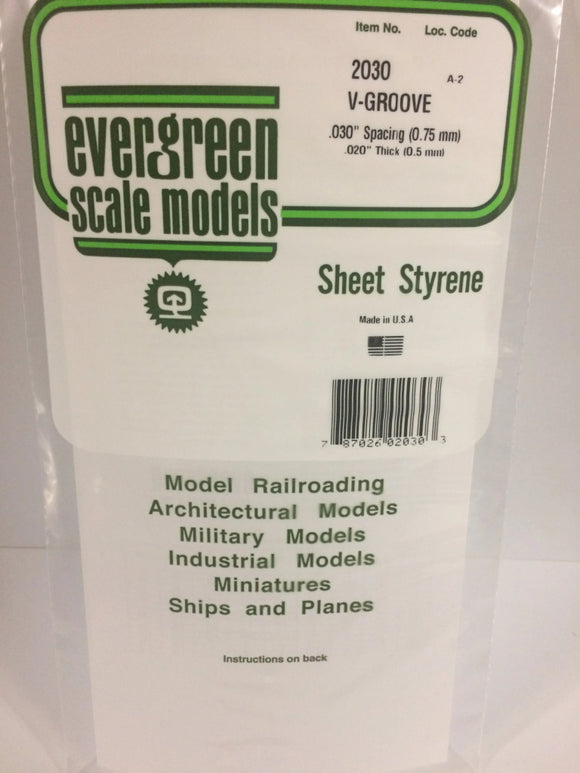 Item No. Loc. Code
2030 A-2
V-GROOVE
.030" Spacing (0.75 mm)
.020" Thick (0.5 mm)
evergreen
scale models
Sheet Styrene
Made in U.S.A
7 87026 02030 3
Model Railroading
Architectural Models
Military Models
Industrial Models
Miniatures
Ships and Planes
Instructions on back